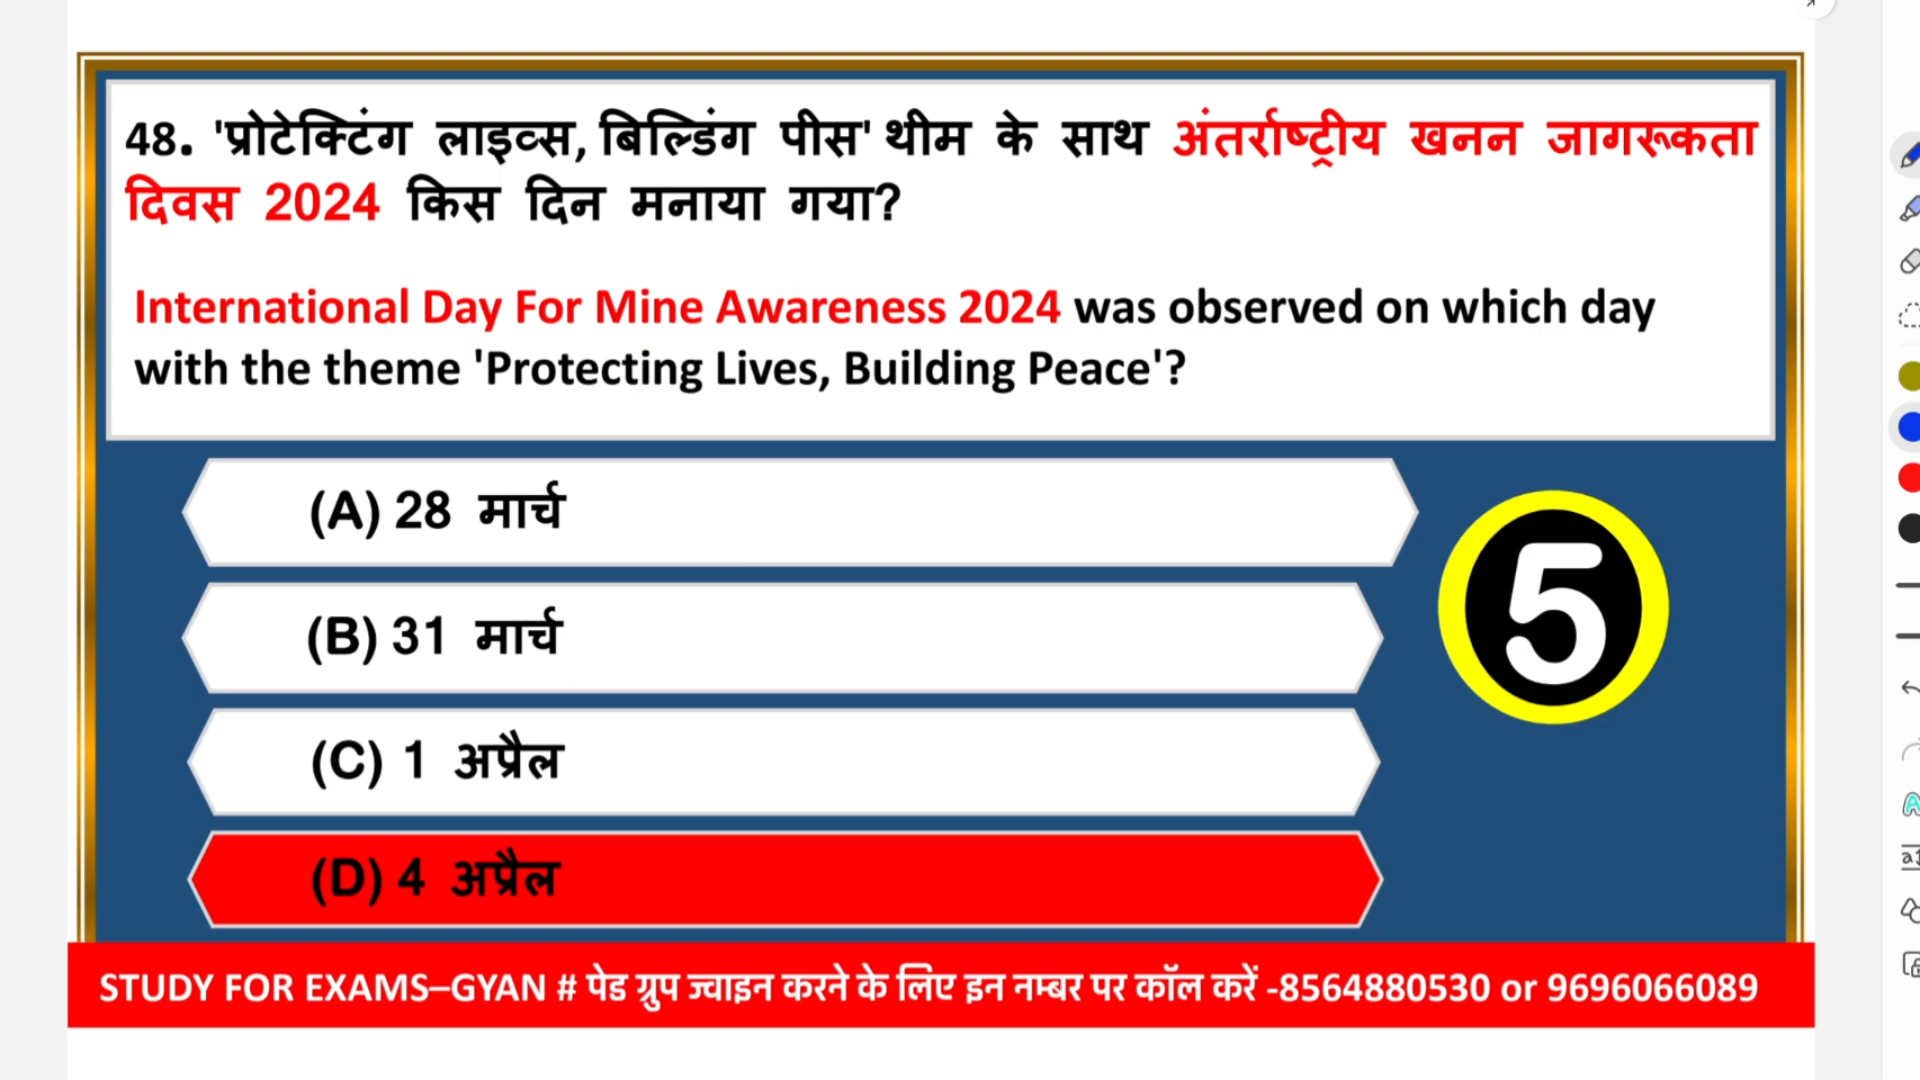 48. 'प्रोटेक्टिंग लाइव्स, बिल्डिंग पीस' थीम के साथ अंतर्राष्ट्रीय खनन जागरूकता
दिवस 2024 किस दिन मनाया गया?
International Day For Mine Awareness 2024 was observed on which day
with the theme 'Protecting Lives, Building Peace'?
(A) 28 मार्च
(B) 31 मार्च
(C) 1 अप्रैल
(D) 4 अप्रैल
5
STUDY FOR EXAMS–GYAN # पेड ग्रुप ज्वाइन करने के लिए इन नम्बर पर कॉल करें -8564880530 or 9696066089